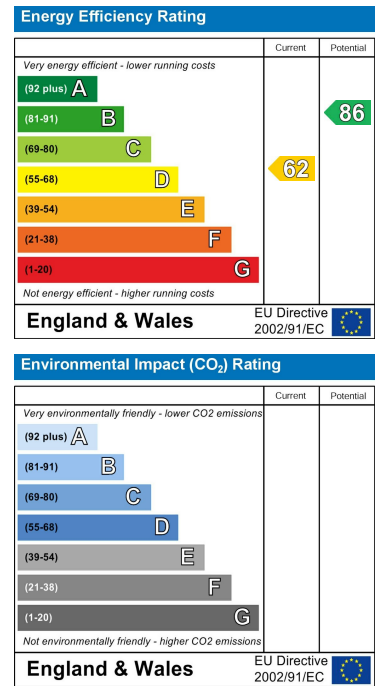 Energy Efficiency Rating
Current Potential
Very energy efficient - lower running costs
(92 plus) A
(81-91) B
86
(69-80) C
62
(55-68) D
(39-54) E
(21-38) F
(1-20) G
Not energy efficient - higher running costs
England & Wales
EU Directive
2002/91/EC
Environmental Impact (CO₂) Rating
Current Potential
Very environmentally friendly - lower CO2 emissions
(92 plus) A
(81-91) B
(69-80) C
(55-68) D
(39-54) E
(21-38) F
(1-20) G
Not environmentally friendly - higher CO2 emissions
England & Wales
EU Directive
2002/91/EC